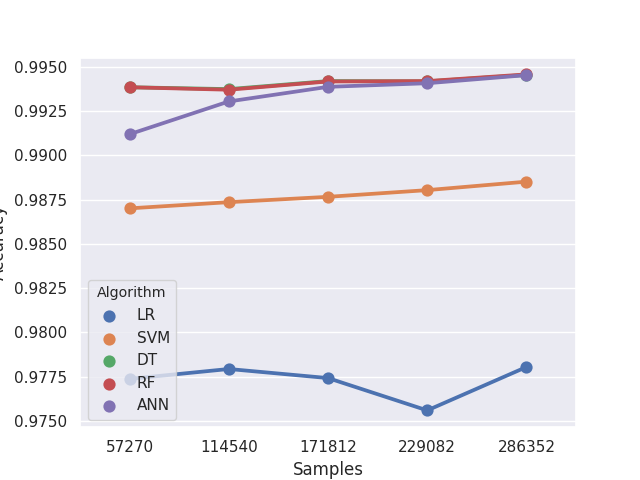 0.9950
0.9925
0.9900
0.9875
0.9850
0.9825
0.9800
0.9775
0.9750
Accuracy
Algorithm
LR
SVM
DT
RF
ANN
57270 114540 171812 229082 286352
Samples